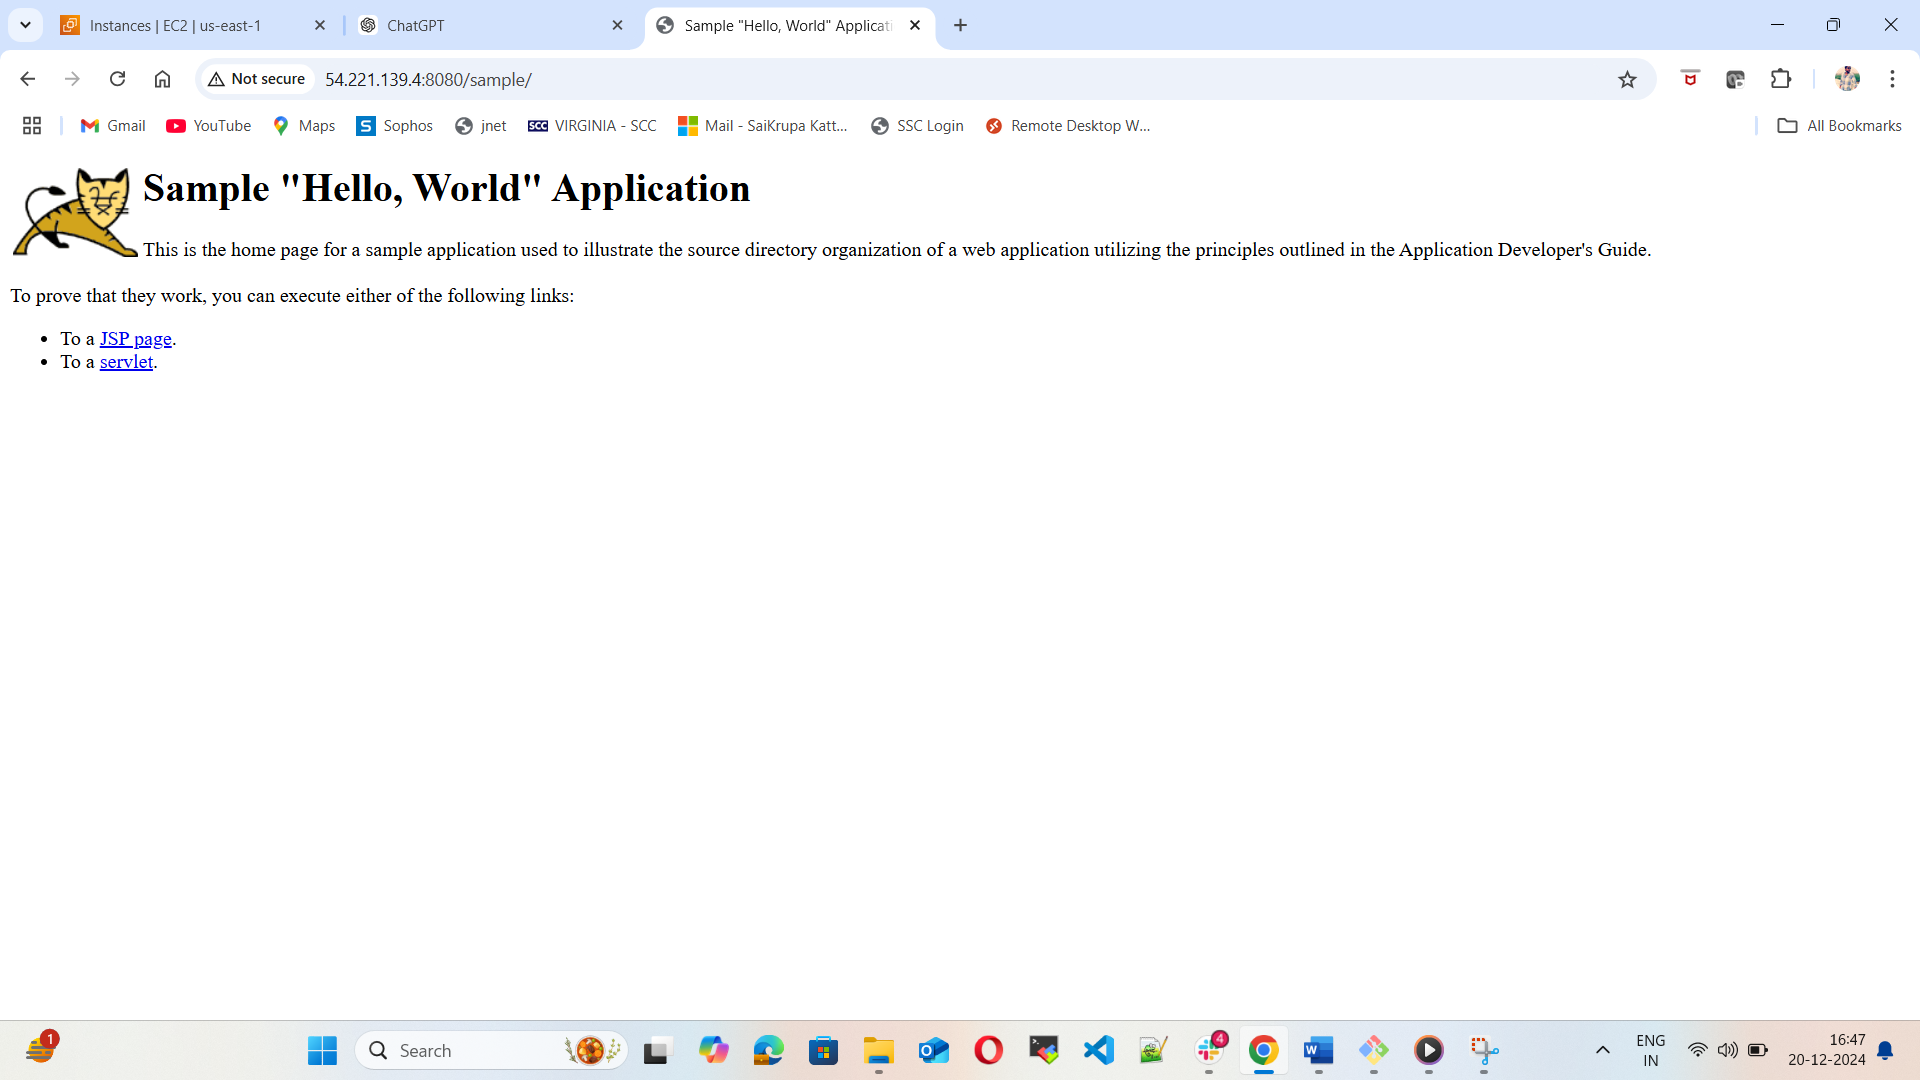 Instances | EC2 | us-east-1
ChatGPT
Sample "Hello, World" Applicati
Not secure
54.221.139.4:8080/sample/
Gmail
YouTube
Maps
S Sophos
jnet
SCC VIRGINIA - SCC
Mail - SaiKrupa Katt...
SSC Login
Remote Desktop W...
All Bookmarks
Sample "Hello, World" Application
This is the home page for a sample application used to illustrate the source directory organization of a web application utilizing the principles outlined in the Application Developer's Guide.
To prove that they work, you can execute either of the following links:
• To a JSP page.
• To a servlet.
1
Search
4
ENG
IN
16:47
20-12-2024